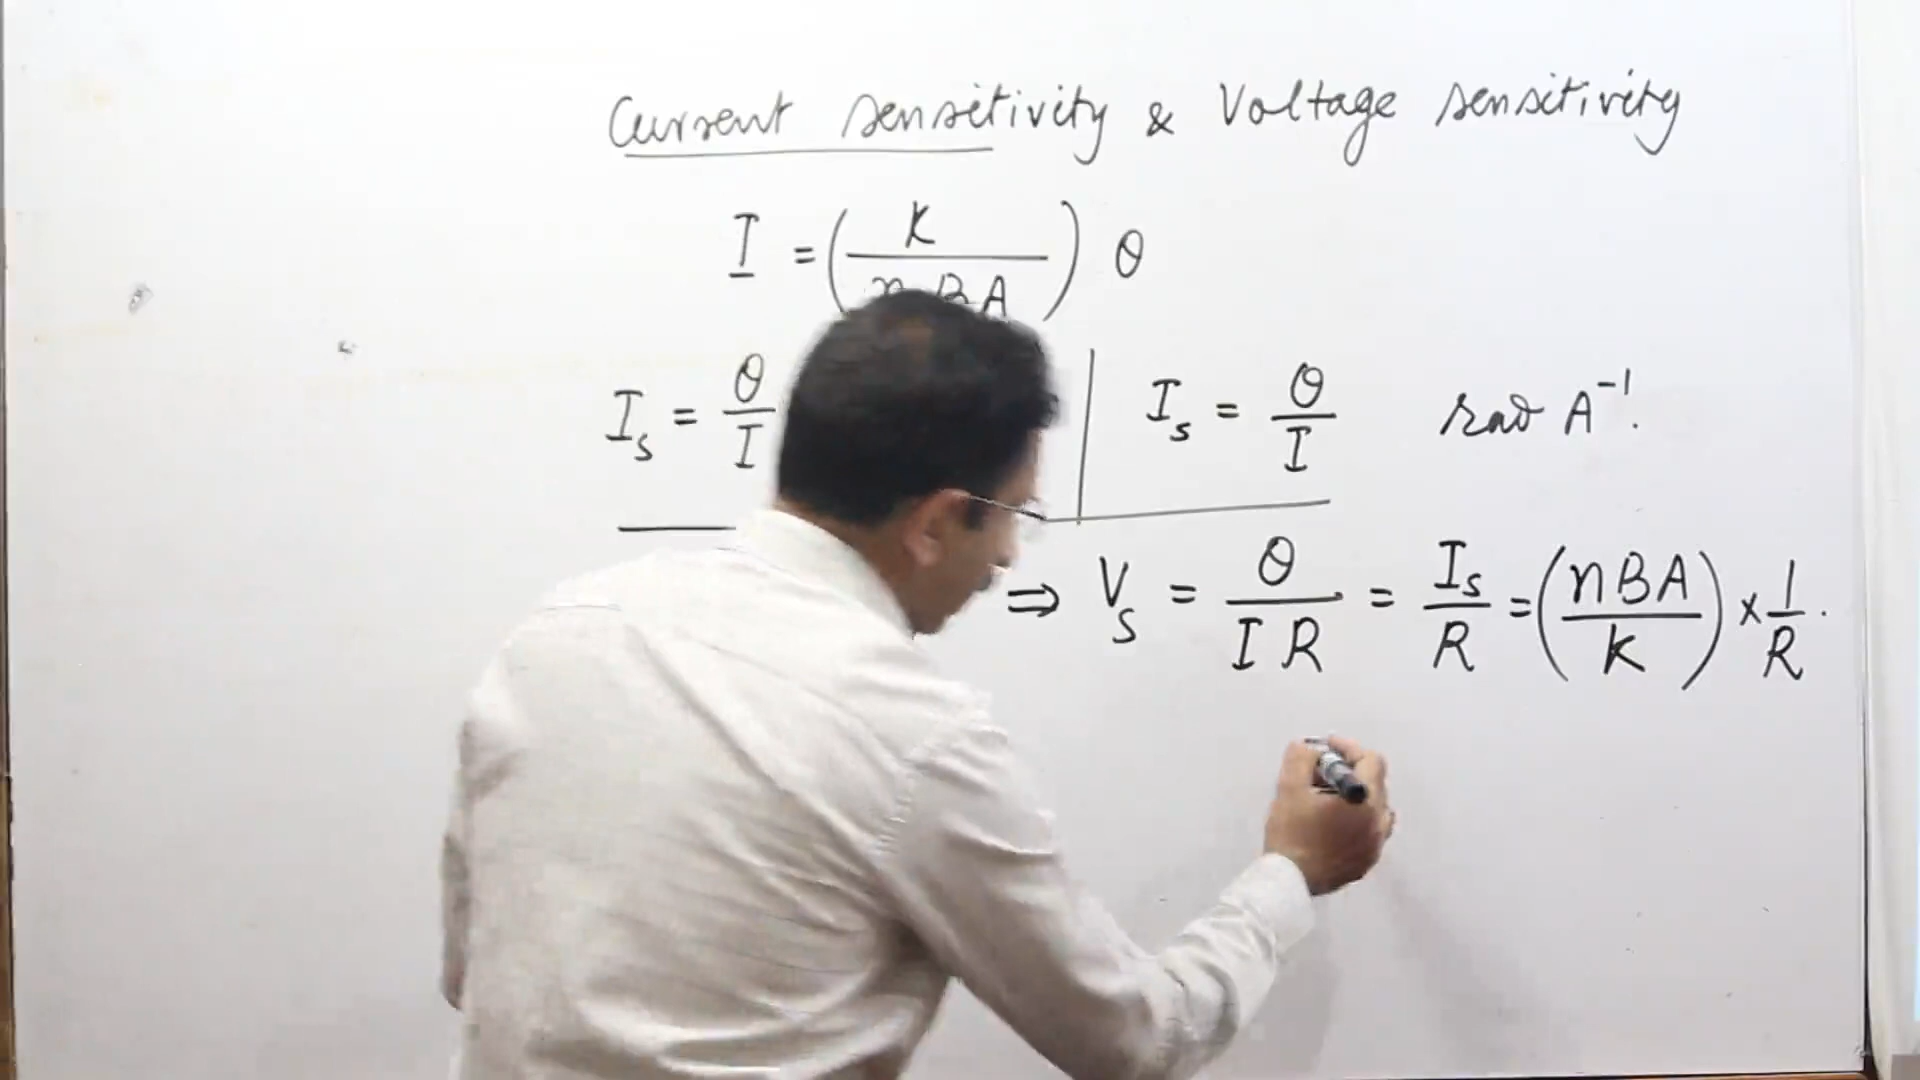 Current sensitivity & Voltage sensitivity
I = (K / nBA) θ
I_s = θ / I
I_s = θ / I rad A⁻¹.
⇒ V_s = θ / IR = I_s / R = (nBA / K) × 1 / R.